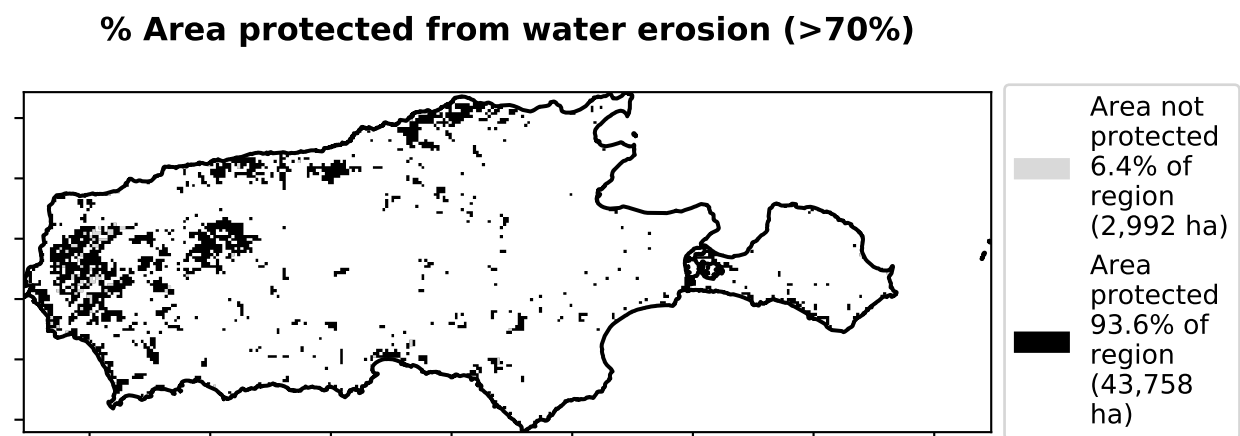 % Area protected from water erosion (>70%)
Area not
protected
6.4% of
region
(2,992 ha)
Area
protected
93.6% of
region
(43,758
ha)